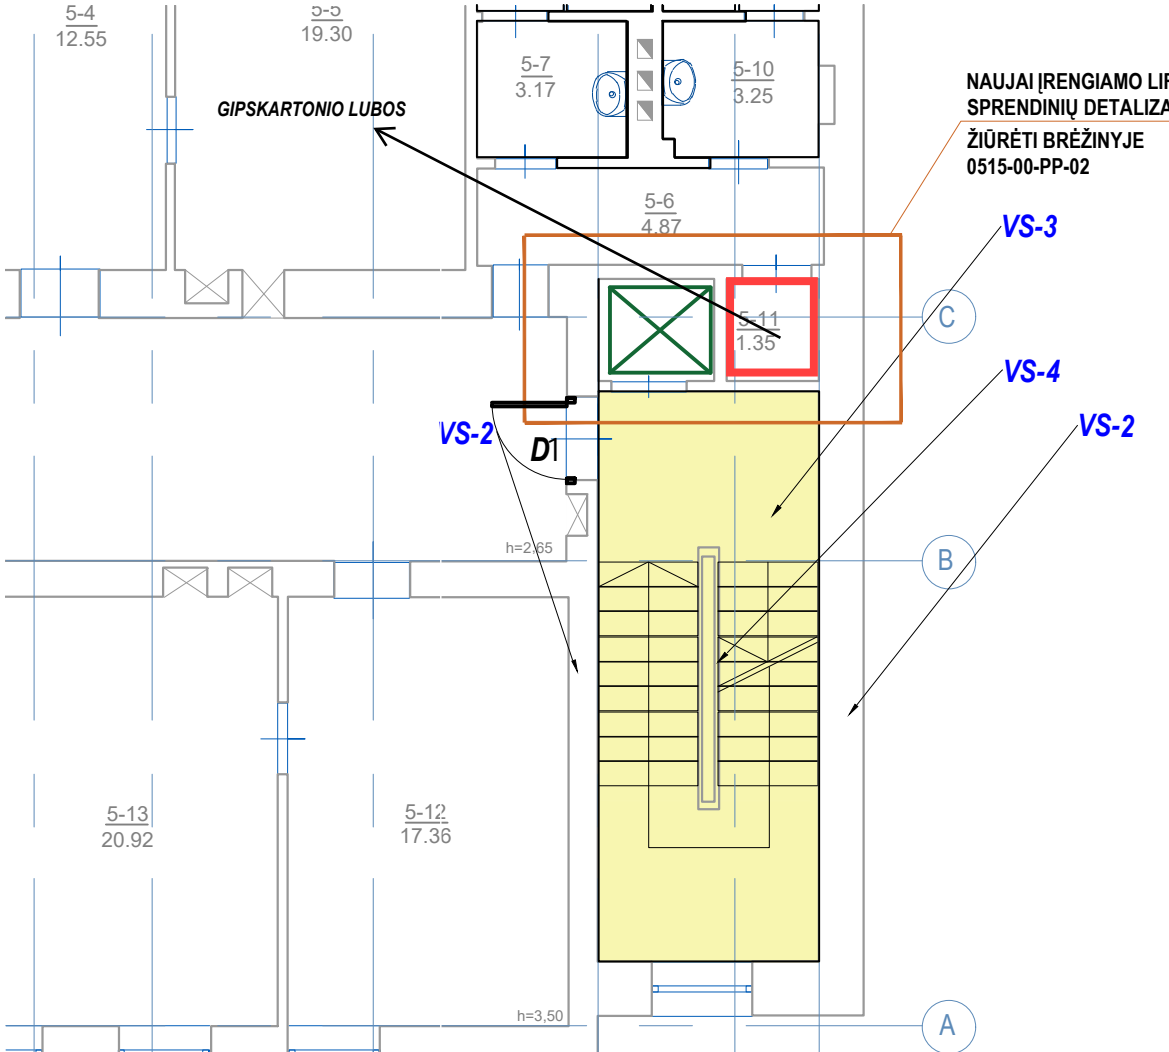 5-4
12.55
5-5
19.30
5-7
3.17
5-10
3.25
GIPSKARTONIO LUBOS
NAUJAI ĮRENGIAMO
SPRENDINIŲ
ŽIŪRĖTI BRĖŽINYJE
0515-00-PP-02
5-6
4.87
VS-3
5-11
1.35
C
VS-4
VS-2
VS-2
D1
h=2,65
B
5-13
20.92
5-12
17.36
h=3,50
A